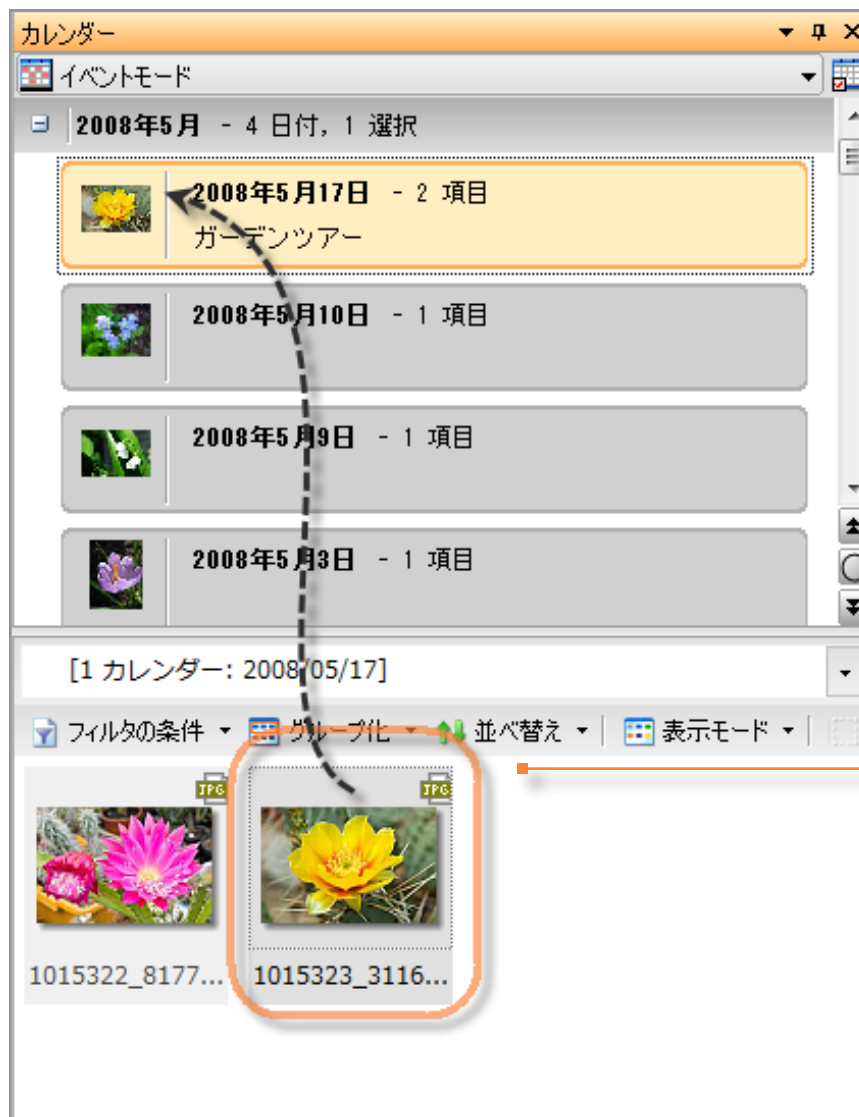 カレンダー
イベントモード
2008年5月 - 4 日付, 1 選択
2008年5月17日 - 2 項目
ガーデンツアー
2008年5月10日 - 1 項目
2008年5月9日 - 1 項目
2008年5月3日 - 1 項目
[1 カレンダー: 2008/05/17]
フィルタの条件 グループ化 並べ替え 表示モード
JPG JPG
1015322_8177... 1015323_3116...